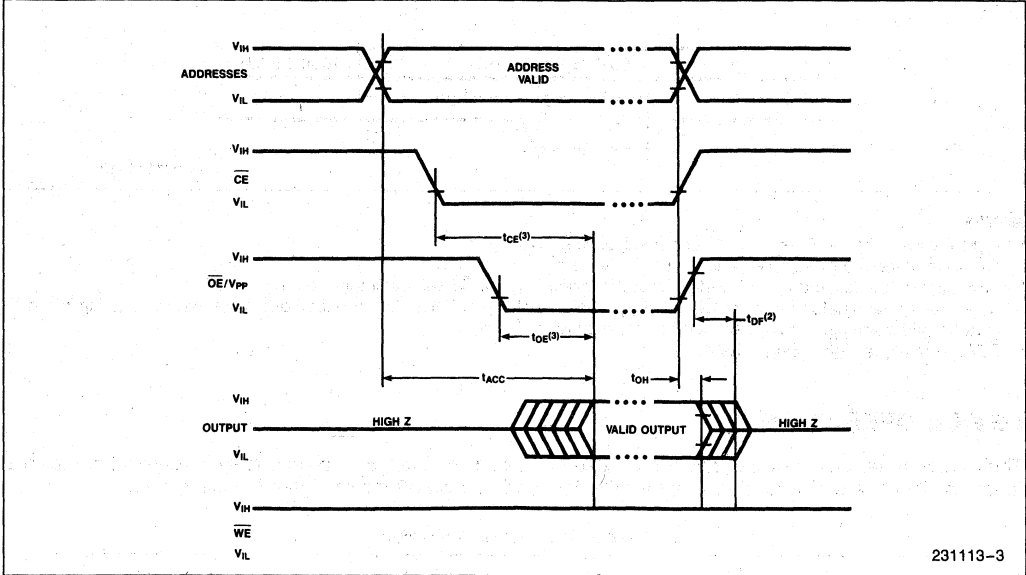 VIH
ADDRESSES
ADDRESS
VALID
VIL
VIH
CE
VIL
tCE(3)
VIH
OE/VPP
VIL
tDF(2)
tOE(3)
tACC
tOH
VIH
OUTPUT
HIGH Z
VALID OUTPUT
HIGH Z
VIL
VIH
WE
VIL
231113-3